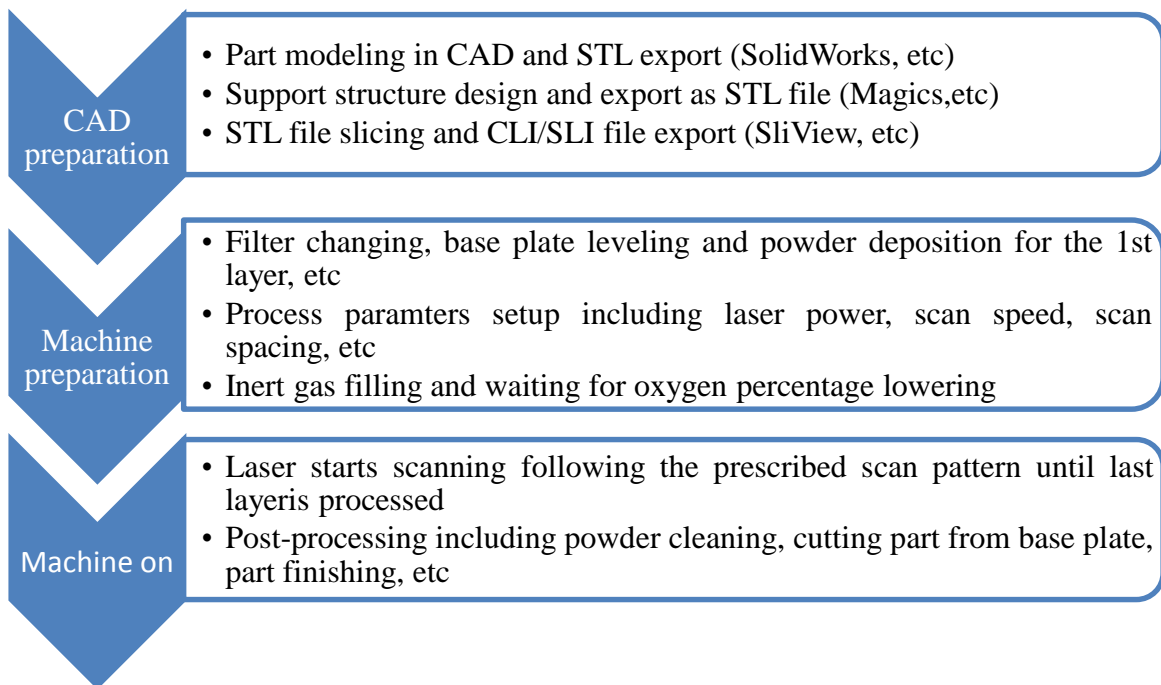 CAD
preparation
• Part modeling in CAD and STL export (SolidWorks, etc)
• Support structure design and export as STL file (Magics,etc)
• STL file slicing and CLI/SLI file export (SliView, etc)
Machine
preparation
• Filter changing, base plate leveling and powder deposition for the 1st
layer, etc
• Process paramters setup including laser power, scan speed, scan
spacing, etc
• Inert gas filling and waiting for oxygen percentage lowering
Machine on
• Laser starts scanning following the prescribed scan pattern until last
layeris processed
• Post-processing including powder cleaning, cutting part from base plate,
part finishing, etc